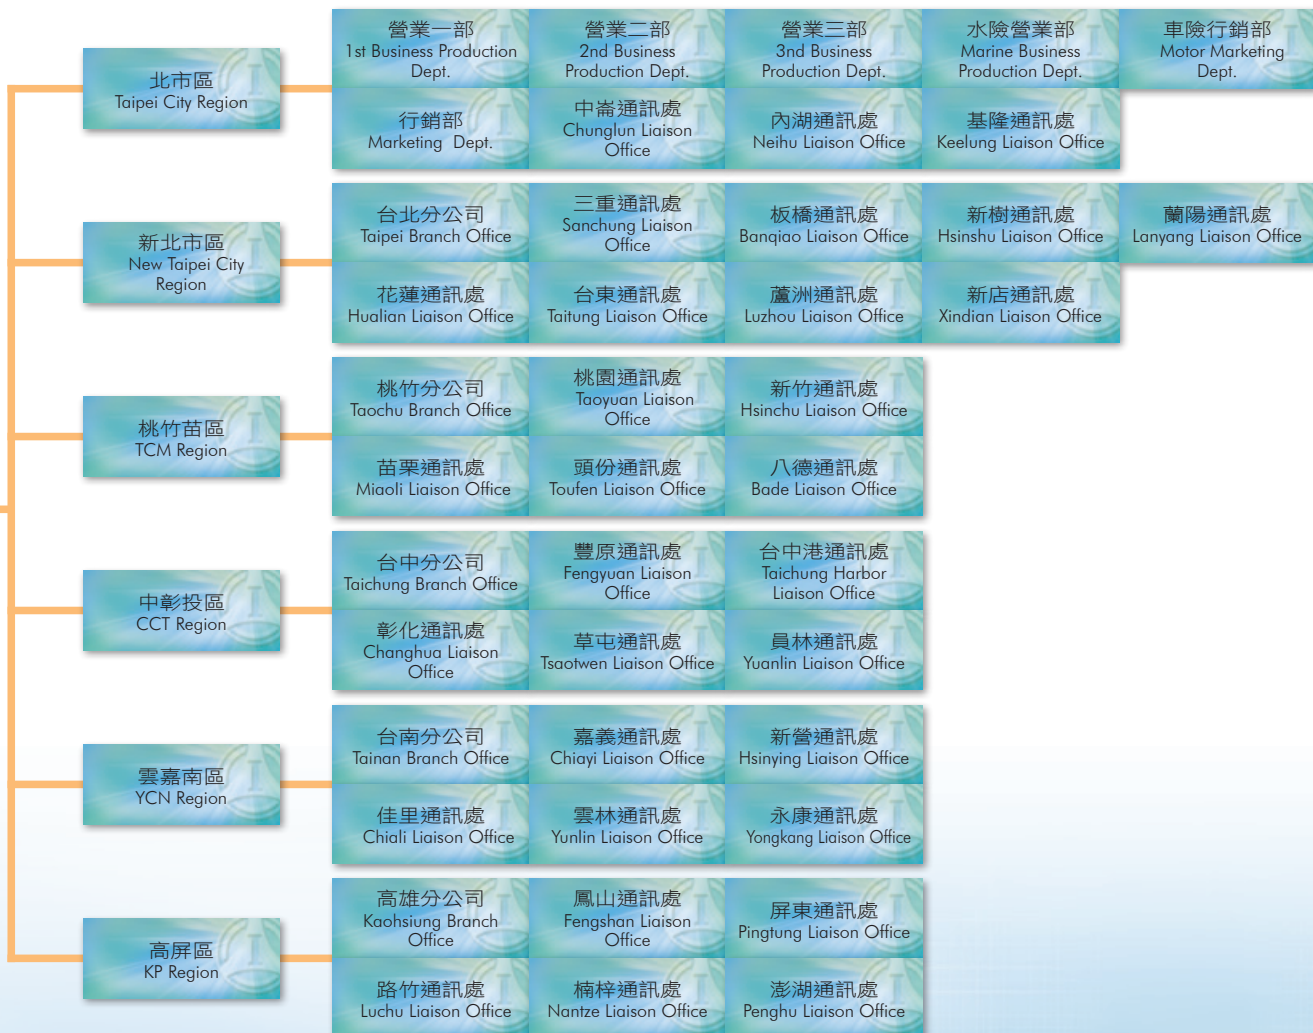 北市區
Taipei City Region
營業一部
1st Business Production
Dept.
營業二部
2nd Business
Production Dept.
營業三部
3nd Business
Production Dept.
水險營業部
Marine Business
Production Dept.
車險行銷部
Motor Marketing
Dept.
行銷部
Marketing Dept.
中崙通訊處
Chunglun Liaison
Office
內湖通訊處
Neihu Liaison Office
基隆通訊處
Keelung Liaison Office
新北市區
New Taipei City
Region
台北分公司
Taipei Branch Office
三重通訊處
Sanchung Liaison
Office
板橋通訊處
Banqiao Liaison Office
新樹通訊處
Hsinshu Liaison Office
蘭陽通訊處
Lanyang Liaison Office
花蓮通訊處
Hualian Liaison Office
台東通訊處
Taitung Liaison Office
蘆洲通訊處
Luzhou Liaison Office
新店通訊處
Xindian Liaison Office
桃竹苗區
TCM Region
桃竹分公司
Taochu Branch Office
桃園通訊處
Taoyuan Liaison
Office
新竹通訊處
Hsinchu Liaison Office
苗栗通訊處
Miaoli Liaison Office
頭份通訊處
Toufen Liaison Office
八德通訊處
Bade Liaison Office
中彰投區
CCT Region
台中分公司
Taichung Branch Office
豐原通訊處
Fengyuan Liaison
Office
台中港通訊處
Taichung Harbor
Liaison Office
彰化通訊處
Changhua Liaison
Office
草屯通訊處
Tsaotwen Liaison Office
員林通訊處
Yuanlin Liaison Office
雲嘉南區
YCN Region
台南分公司
Tainan Branch Office
嘉義通訊處
Chiayi Liaison Office
新營通訊處
Hsinying Liaison Office
佳里通訊處
Chiali Liaison Office
雲林通訊處
Yunlin Liaison Office
永康通訊處
Yongkang Liaison Office
高屏區
KP Region
高雄分公司
Kaohsiung Branch
Office
鳳山通訊處
Fengshan Liaison
Office
屏東通訊處
Pingtung Liaison Office
路竹通訊處
Luchu Liaison Office
楠梓通訊處
Nantze Liaison Office
澎湖通訊處
Penghu Liaison Office